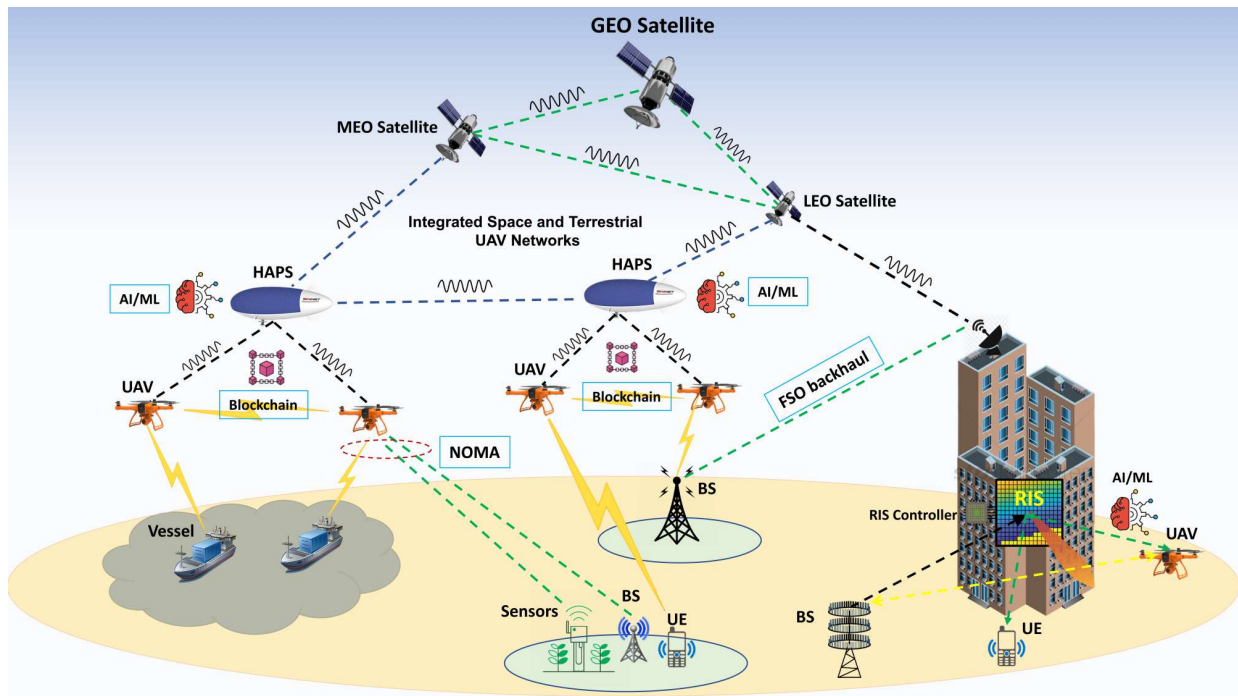 GEO Satellite
MEO Satellite
LEO Satellite
Integrated Space and Terrestrial
UAV Networks
HAPS
HAPS
AI/ML
AI/ML
UAV
Blockchain
UAV
Blockchain
FSO backhaul
NOMA
BS
RIS
AI/ML
RIS Controller
UAV
Vessel
Sensors
BS
UE
BS
UE